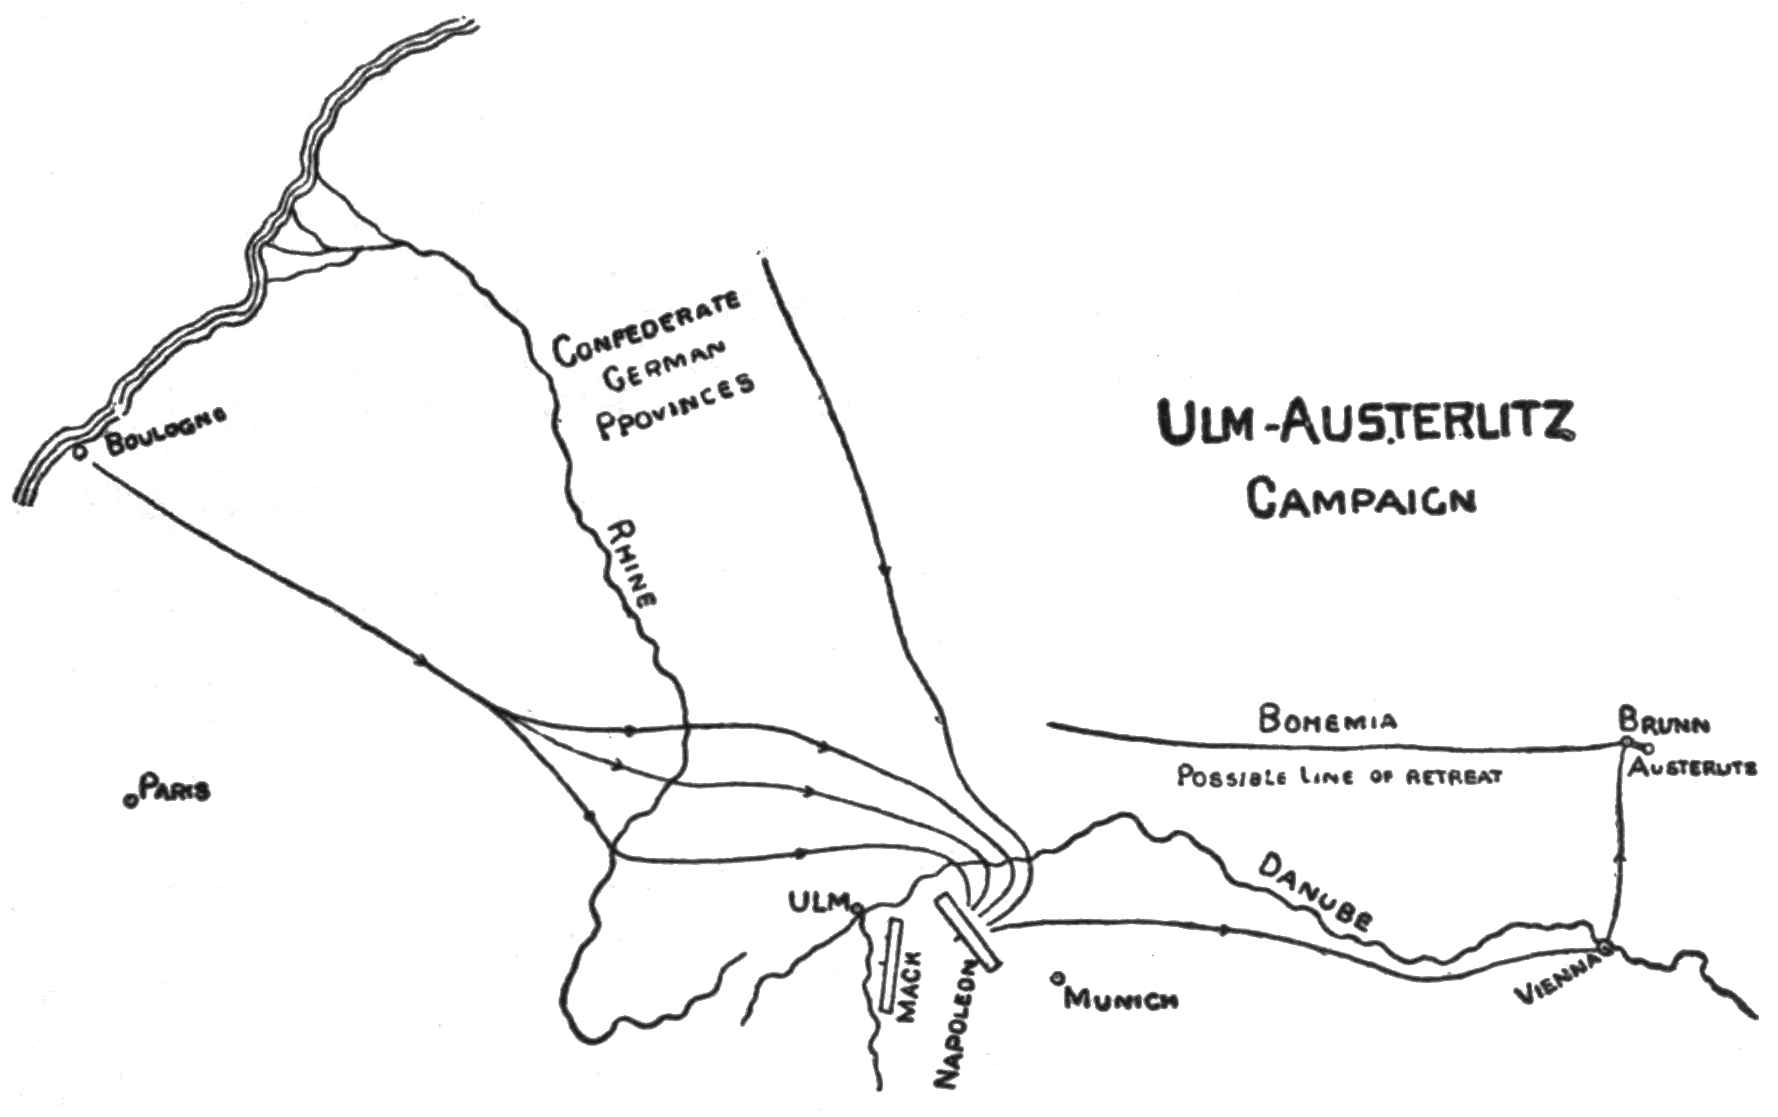 CONFEDERATE
GERMAN
PPOVINCES
BOULOGNE
ULM-AUSTERLITZ
CAMPAIGN
RHINE
BOHEMIA
BRUNN
POSSIBLE LINE OF RETREAT
AUSTERLITZ
PARIS
DANUBE
ULM
MACK
NAPOLEON
MUNICH
VIENNA